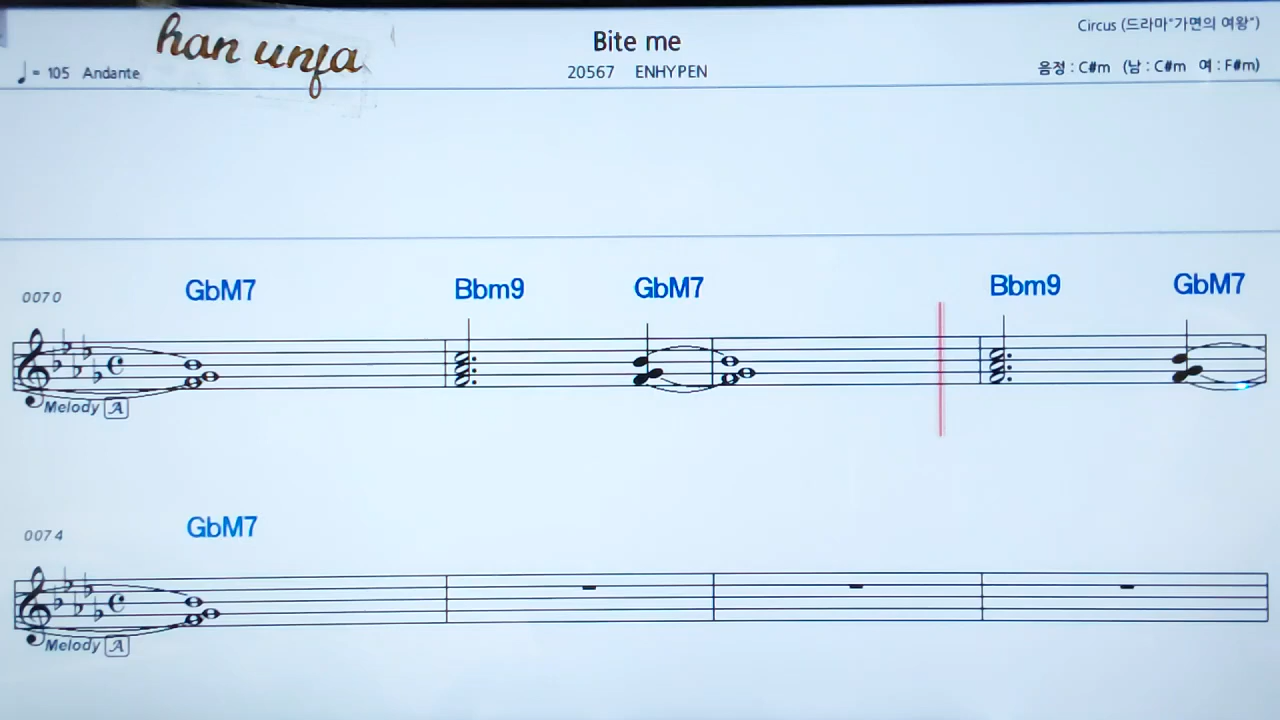 han unfa
Bite me
Circus (드라마"가면의 여왕")
♩= 105 Andante
20567 ENHYPEN
음정 : C#m (남 : C#m 여 : F#m)
GbM7 Bbm9 GbM7 Bbm9 GbM7
0070
Melody A
GbM7
0074
Melody A